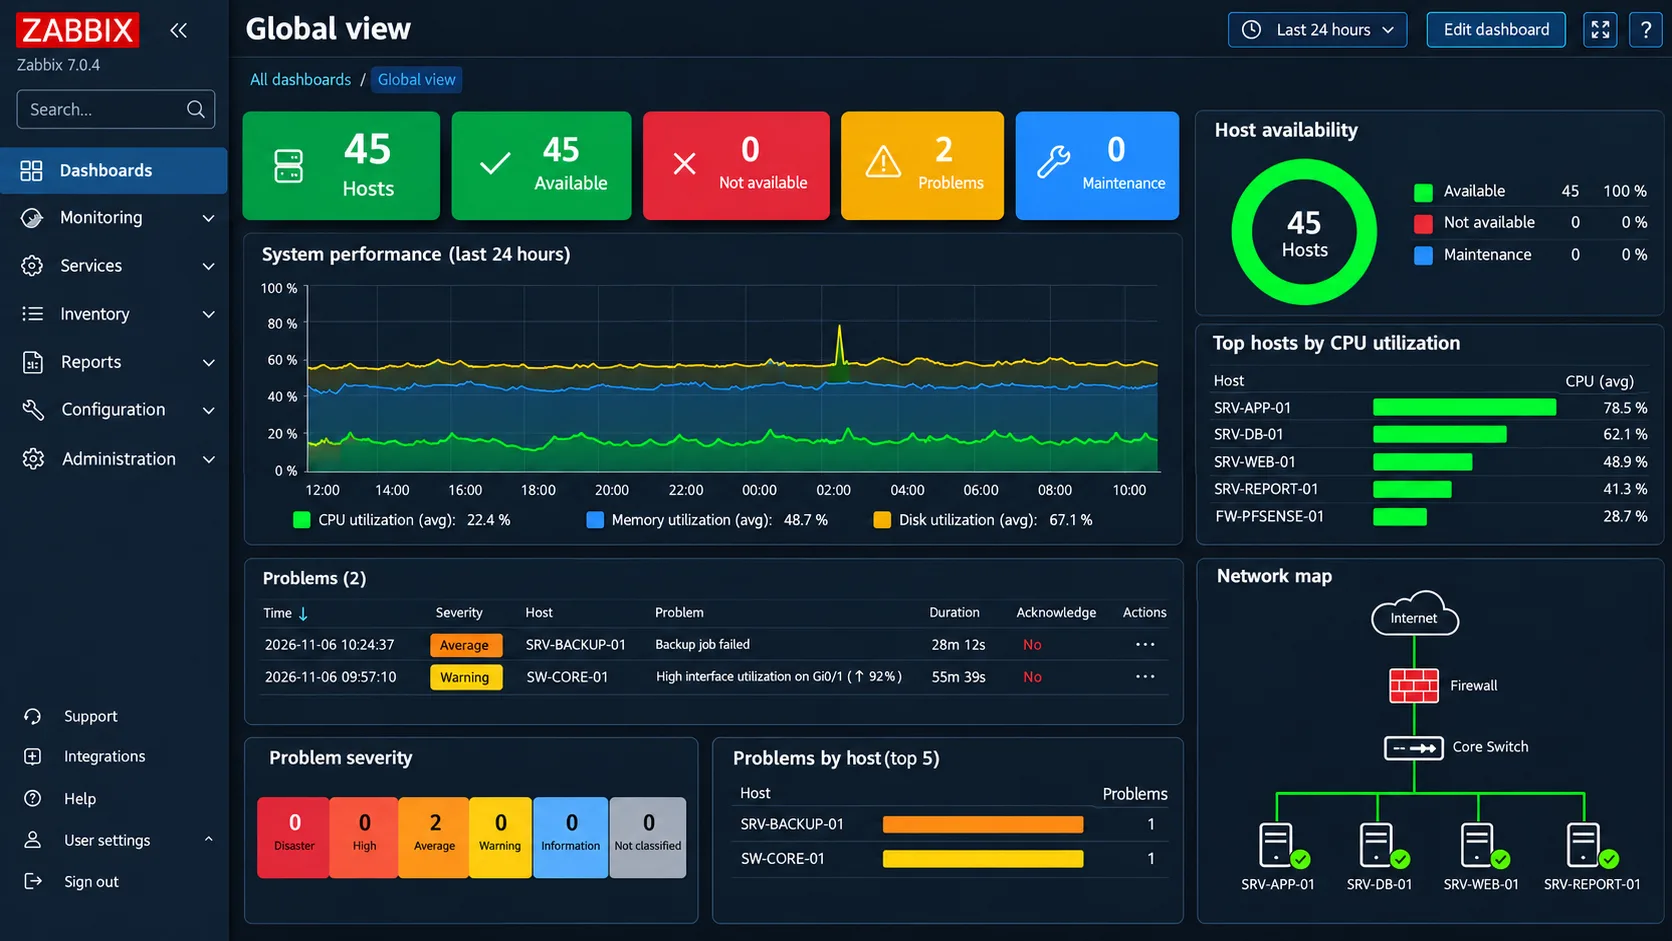 ZABBIX
Zabbix 7.0.4
Search...
Dashboards
Monitoring
Services
Inventory
Reports
Configuration
Administration
Support
Integrations
Help
User settings
Sign out
Global view
Last 24 hours
Edit dashboard
?
All dashboards / Global view
45
Hosts
45
Available
0
Not available
2
Problems
0
Maintenance
System performance (last 24 hours)
100 %
80 %
60 %
40 %
20 %
0 %
12:00 14:00 16:00 18:00 20:00 22:00 00:00 02:00 04:00 06:00 08:00 10:00
CPU utilization (avg): 22.4 % Memory utilization (avg): 48.7 % Disk utilization (avg): 67.1 %
Host availability
45
Hosts
Available 45 100 %
Not available 0 0 %
Maintenance 0 0 %
Top hosts by CPU utilization
Host CPU (avg)
SRV-APP-01 78.5 %
SRV-DB-01 62.1 %
SRV-WEB-01 48.9 %
SRV-REPORT-01 41.3 %
FW-PFSENSE-01 28.7 %
Problems (2)
Time ↓ Severity Host Problem Duration Acknowledge Actions
2026-11-06 10:24:37 Average SRV-BACKUP-01 Backup job failed 28m 12s No ...
2026-11-06 09:57:10 Warning SW-CORE-01 High interface utilization on Gi0/1 (↑ 92%) 55m 39s No ...
Problem severity
0 0 2 0 0 0
Disaster High Average Warning Information Not classified
Problems by host (top 5)
Host Problems
SRV-BACKUP-01 1
SW-CORE-01 1
Network map
Internet
Firewall
Core Switch
SRV-APP-01 SRV-DB-01 SRV-WEB-01 SRV-REPORT-01